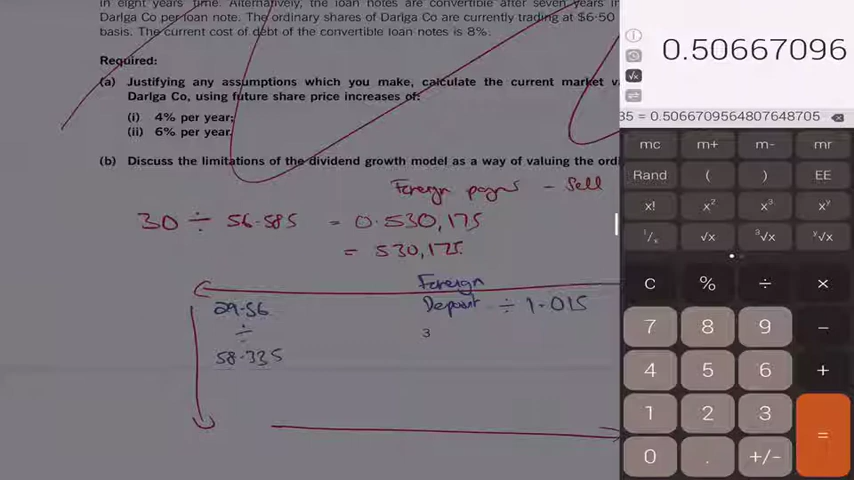 in eight years' time. Alternatively, the loan notes are convertible after seven years in
Darlga Co per loan note. The ordinary shares of Darlga Co are currently trading at $6·50
basis. The current cost of debt of the convertible loan notes is 8%.
Required:
(a) Justifying any assumptions which you make, calculate the current market v
Darlga Co, using future share price increases of:
(i) 4% per year;
(ii) 6% per year.
(b) Discuss the limitations of the dividend growth model as a way of valuing the ord
Foreign - Sell
30 ÷ 56·585 = 0·530,175
= 530,175
Foreign
Deposit ÷ 1·015
3
29·56
÷
58·335
0.50667096
35 = 0.5066709564807648705
mc m+ m- mr
Rand ( ) EE
x! x² x³ xʸ
¹/x √x ³√x ʸ√x
C % ÷ ×
7 8 9 −
4 5 6 +
1 2 3 =
0 . +/-